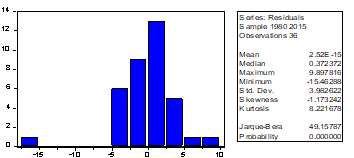 14
12
10
8
6
4
2
0
-15
-10
-5
0
5
10
Series: Residuals
Sample 1980 2015
Observations 36
Mean 2.52E-15
Median 0.372372
Maximum 9.897816
Minimum -15.46288
Std. Dev. 3.982622
Skewness -1.173242
Kurtosis 8.221678
Jarque-Bera 49.15787
Probability 0.000000